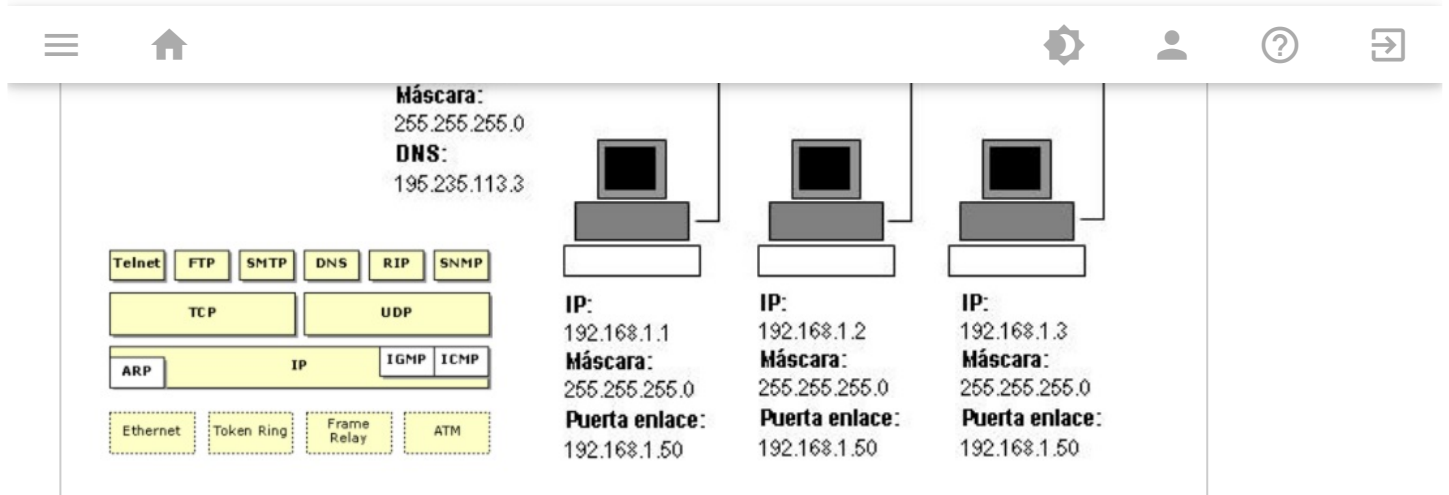 Máscara:
255.255.255.0
DNS:
195.235.113.3
Telnet FTP SMTP DNS RIP SNMP
TCP UDP
ARP IP IGMP ICMP
Ethernet Token Ring Frame Relay ATM
IP:
192.168.1.1
Máscara:
255.255.255.0
Puerta enlace:
192.168.1.50
IP:
192.168.1.2
Máscara:
255.255.255.0
Puerta enlace:
192.168.1.50
IP:
192.168.1.3
Máscara:
255.255.255.0
Puerta enlace:
192.168.1.50